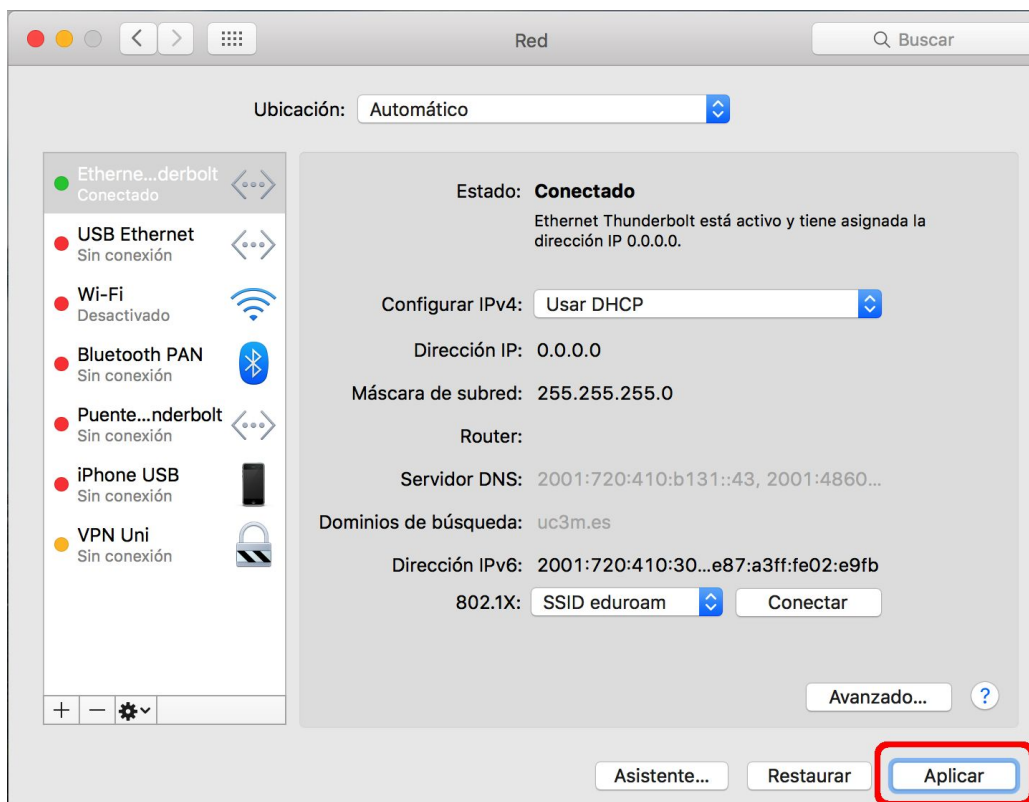 Red
Buscar
Ubicación: Automático
Etherne...derbolt
Conectado
USB Ethernet
Sin conexión
Wi-Fi
Desactivado
Bluetooth PAN
Sin conexión
Puente...nderbolt
Sin conexión
iPhone USB
Sin conexión
VPN Uni
Sin conexión
Estado: Conectado
Ethernet Thunderbolt está activo y tiene asignada la
dirección IP 0.0.0.0.
Configurar IPv4: Usar DHCP
Dirección IP: 0.0.0.0
Máscara de subred: 255.255.255.0
Router:
Servidor DNS: 2001:720:410:b131::43, 2001:4860...
Dominios de búsqueda: uc3m.es
Dirección IPv6: 2001:720:410:30...e87:a3ff:fe02:e9fb
802.1X: SSID eduroam Conectar
Avanzado... ?
Asistente... Restaurar Aplicar